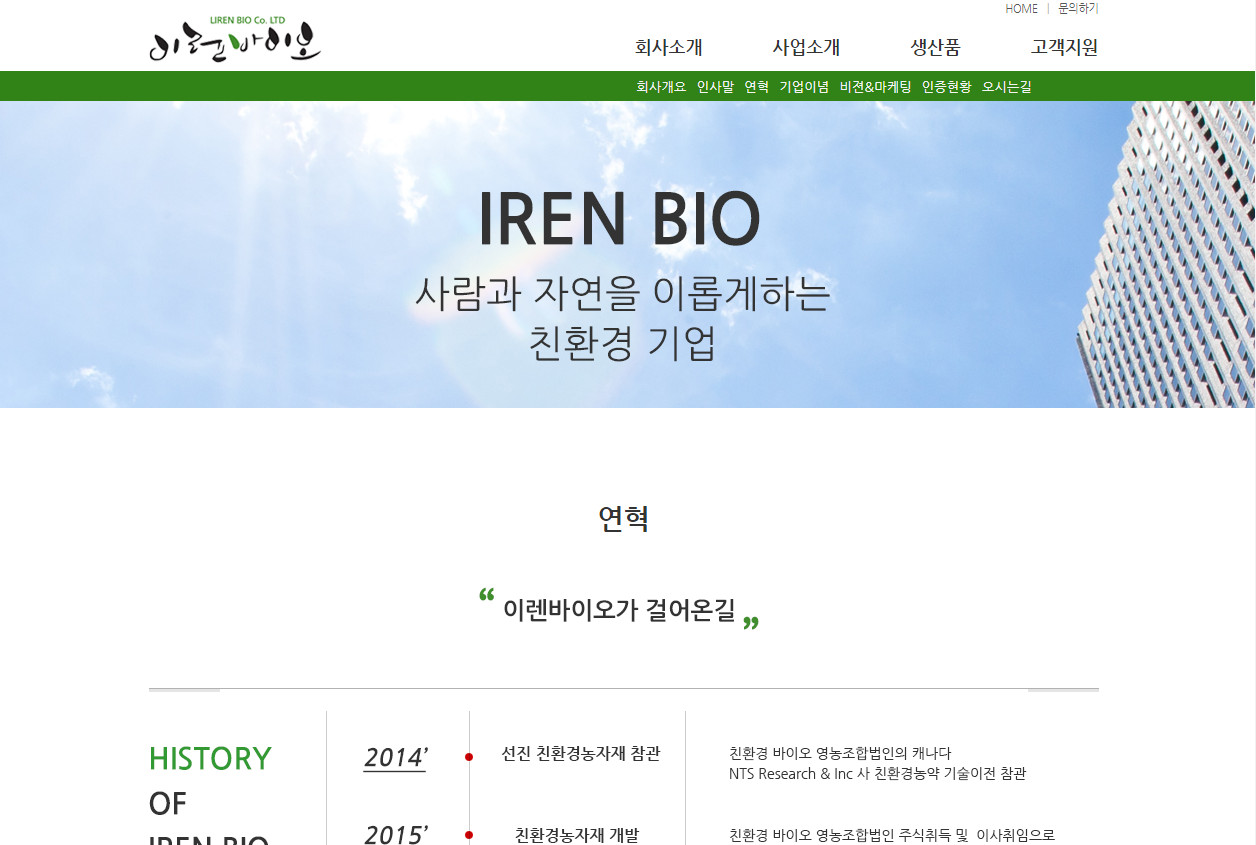 HOME | 문의하기
LIREN BIO Co. LTD
이렌바이오
회사소개 사업소개 생산품 고객지원
회사개요 인사말 연혁 기업이념 비젼&마케팅 인증현황 오시는길
IREN BIO
사람과 자연을 이롭게하는
친환경 기업
연혁
“ 이렌바이오가 걸어온길 ”
HISTORY
OF
IREN BIO
2014’ 선진 친환경농자재 참관
친환경 바이오 영농조합법인의 캐나다
NTS Research & Inc 사 친환경농약 기술이전 참관
2015’ 친환경농자재 개발
친환경 바이오 영농조합법인 주식취득 및 이사취임으로